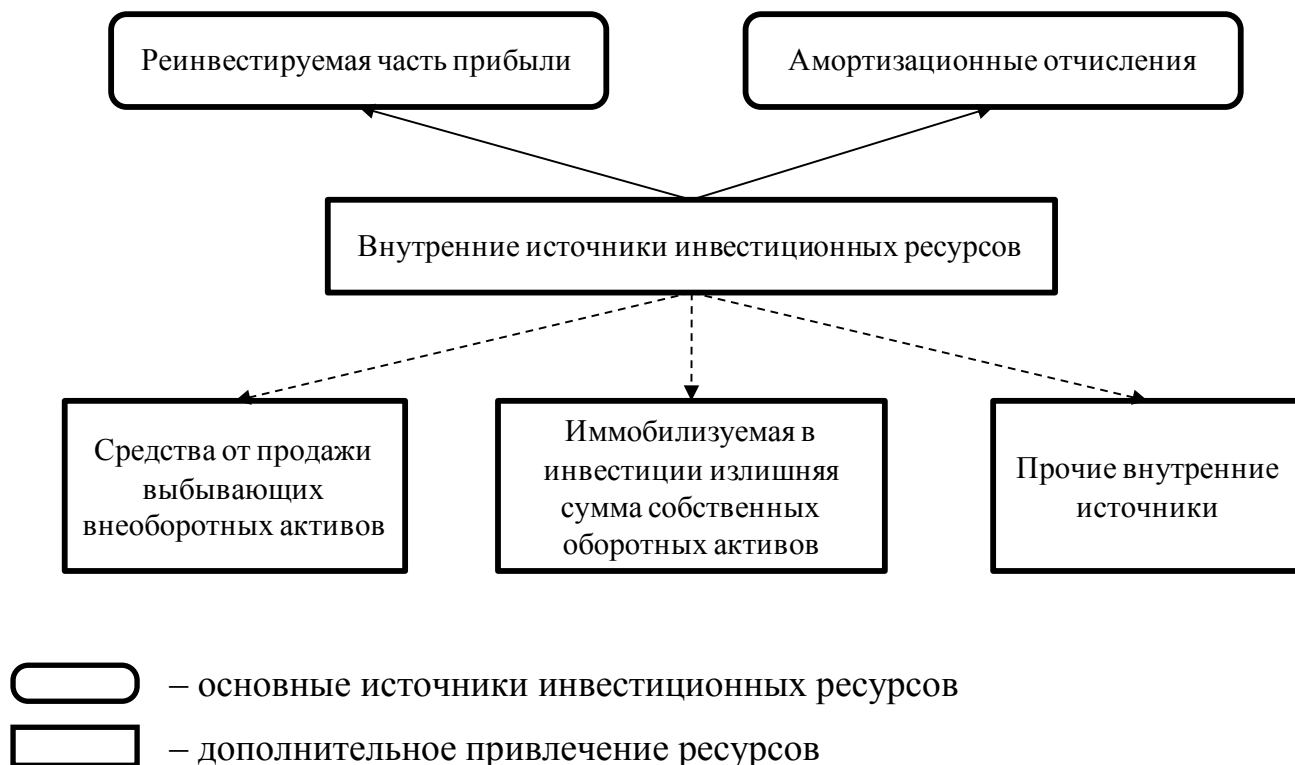 Реинвестируемая часть прибыли
Амортизационные отчисления
Внутренние источники инвестиционных ресурсов
Средства от продажи
выбывающих
внеоборотных активов
Иммобилизуемая в
инвестиции излишняя
сумма собственных
оборотных активов
Прочие внутренние
источники
– основные источники инвестиционных ресурсов
– дополнительное привлечение ресурсов